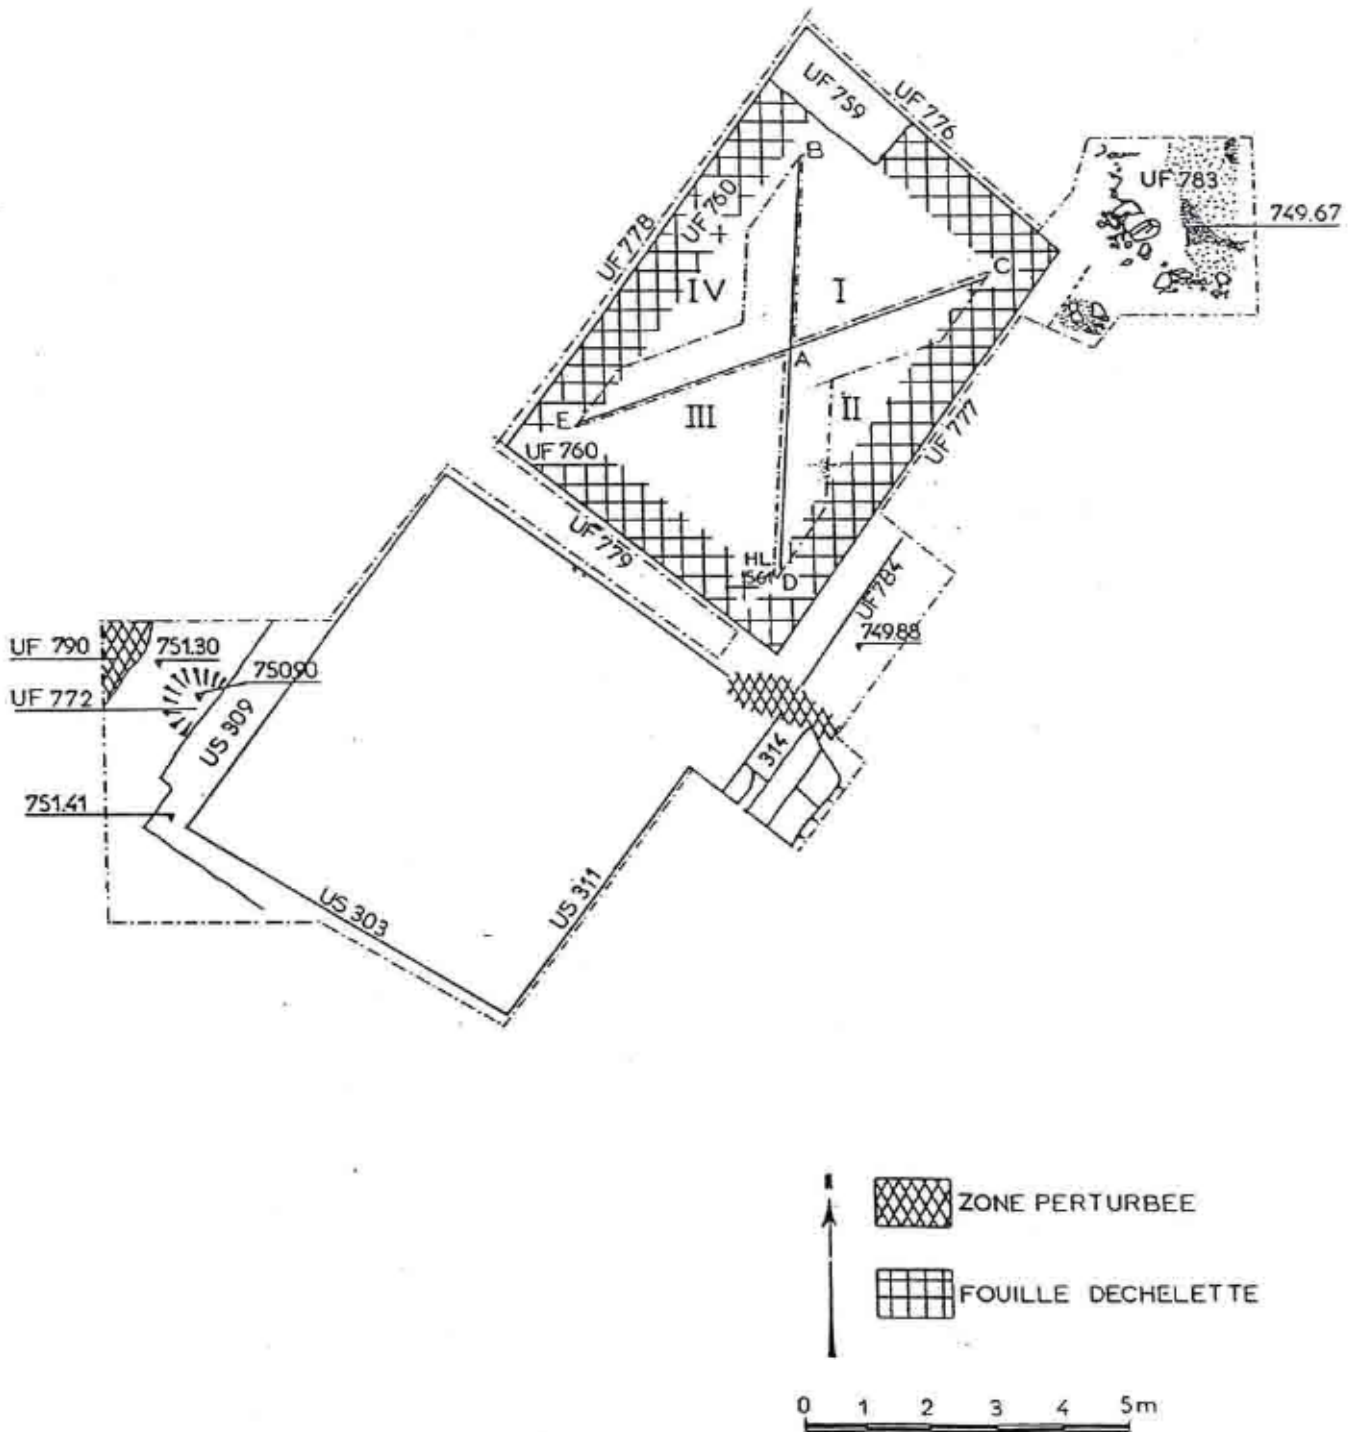 UF 759
UF 776
B
UF 783
749.67
UF 778
UF 760
IV
I
C
A
E
III
II
UF 777
UF 760
UF 779
HL
561
D
UF 784
749.88
UF 790
751.30
750.90
UF 772
US 309
314
751.41
US 303
US 311
ZONE PERTURBEE
FOUILLE DECHELETTE
0 1 2 3 4 5m